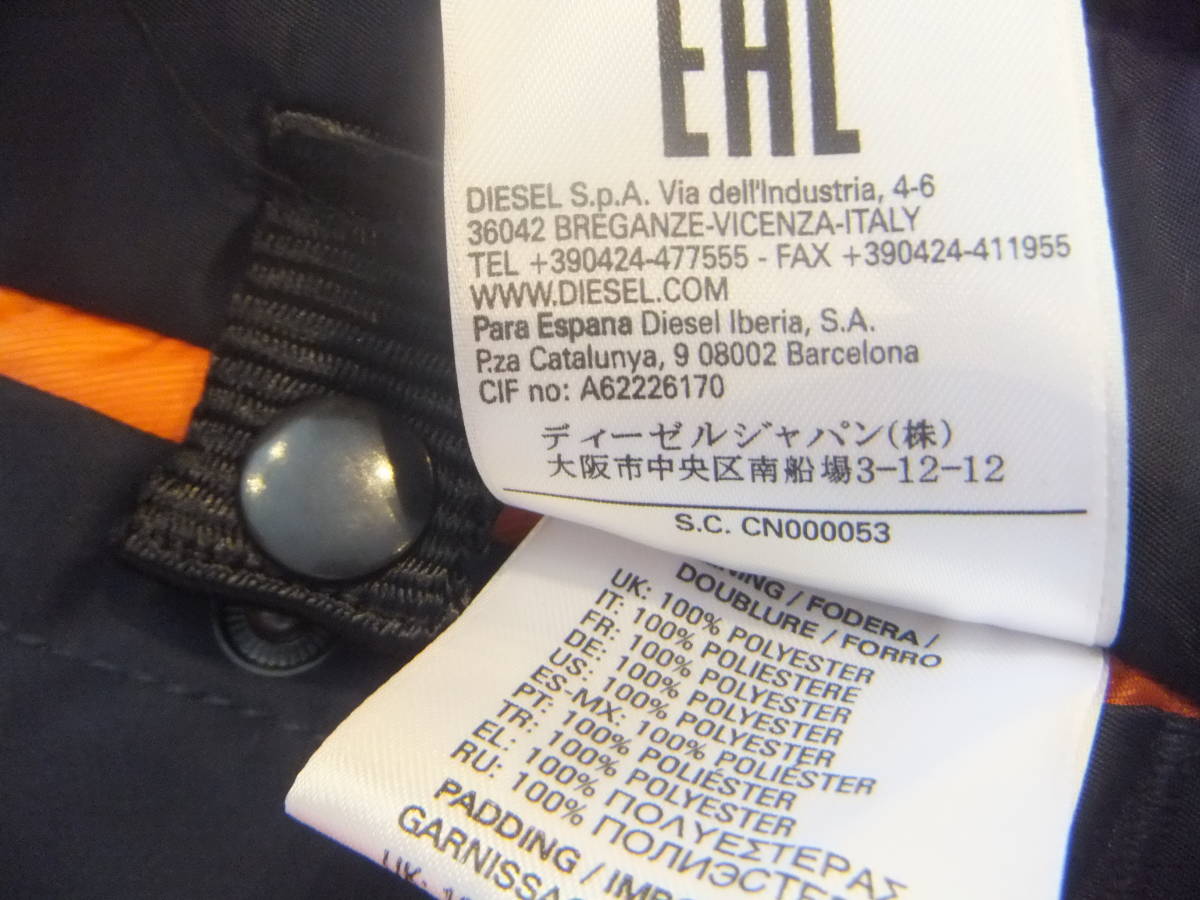 EAC
DIESEL S.p.A. Via dell'Industria, 4-6
36042 BREGANZE-VICENZA-ITALY
TEL +390424-477555 - FAX +390424-411955
WWW.DIESEL.COM
Para Espana Diesel Iberia, S.A.
P.za Catalunya, 9 08002 Barcelona
CIF no: A62226170
ディーゼルジャパン(株)
大阪市中央区南船場3-12-12
S.C. CN000053
/ FODERA /
DOUBLURE / FORRO
UK: 100% POLYESTER
IT: 100% POLIESTERE
FR: 100% POLYESTER
DE: 100% POLYESTER
US: 100% POLYESTER
ES-MX: 100% POLIÉSTER
PT: 100% POLIÉSTER
TR: 100% POLYESTER
EL: 100% ΠΟΛΥΕΣΤΕΡΑΣ
RU: 100%
PADDING /
UK: